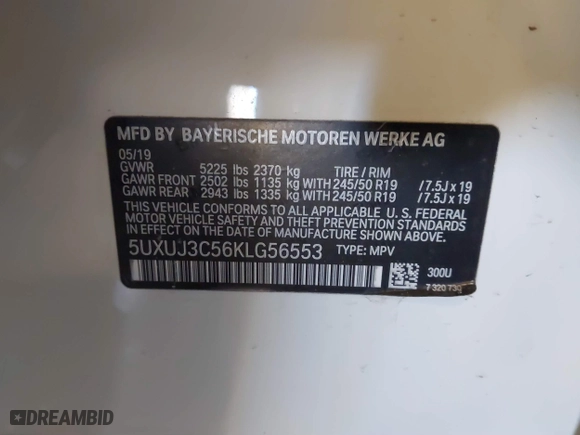 MFD BY BAYERISCHE MOTOREN WERKE AG
05/19
GVWR 5225 lbs 2370 kg TIRE / RIM
GAWR FRONT 2502 lbs 1135 kg WITH 245/50 R19 / 7.5J x 19
GAWR REAR 2943 lbs 1335 kg WITH 245/50 R19 / 7.5J x 19
THIS VEHICLE CONFORMS TO ALL APPLICABLE U. S. FEDERAL
MOTOR VEHICLE SAFETY STANDARDS IN EFFECT
ON THE DATE OF MANUFACTURE SHOWN ABOVE.
5UXUJ3C56KLG56553 TYPE: MPV
300U
7 320 730
DREAMBID